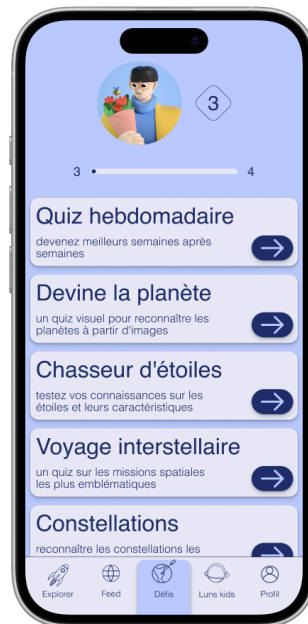 3
3
4
Quiz hebdomadaire
devenez meilleurs semaines après
semaines
Devine la planète
un quiz visuel pour reconnaître les
planètes à partir d'images
Chasseur d'étoiles
testez vos connaissances sur les
étoiles et leurs caractéristiques
Voyage interstellaire
un quiz sur les missions spatiales
les plus emblématiques
Constellations
reconnaître les constellations les
Explorer
Feed
Défis
Luns kids
Profil